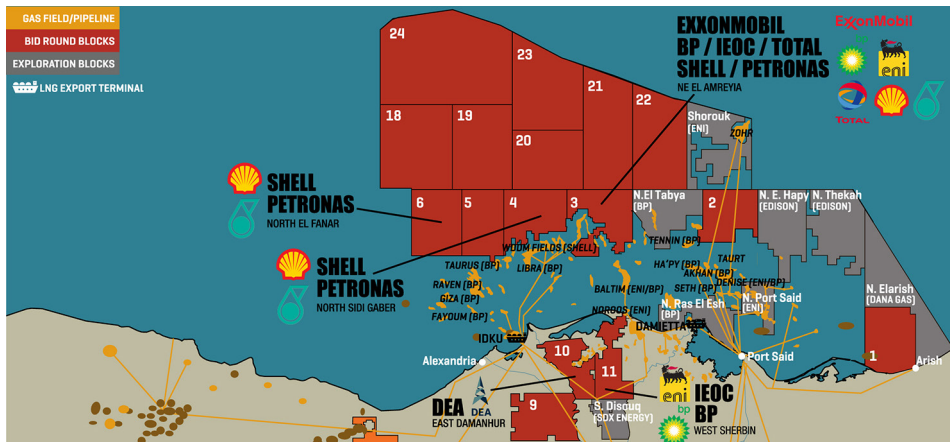 GAS FIELD/PIPELINE
BID ROUND BLOCKS
EXPLORATION BLOCKS
LNG EXPORT TERMINAL
24
23
21
22
18
19
20
EXXONMOBIL
BP / IEOC / TOTAL
SHELL / PETRONAS
NE EL AMREYIA
ExxonMobil
bp
eni
TOTAL
Shorouk
[ENI]
ZOHR
SHELL
PETRONAS
NORTH EL FANAR
6
5
4
3
N.El Tabya
[BP]
2
N. E. Hapy
[EDISON]
N. Thekah
[EDISON]
SHELL
PETRONAS
NORTH SIDI GABER
WDDM FIELDS [SHELL]
TAURUS [BP]
LIBRA [BP]
RAVEN [BP]
GIZA [BP]
FAYOUM [BP]
TENNIN [BP]
HA'PY [BP]
TAURT
AKHAN [BP]
DENISE [ENI/BP]
SETH [BP]
BALTIM [ENI/BP]
NOROOS [ENI]
N. Ras El Esh
[BP]
N. Port Said
[ENI]
N. Elarish
[DANA GAS]
IDKU
DAMIETTA
Alexandria
Port Said
1
Arish
10
11
9
DEA
EAST DAMANHUR
DEA
S. Disouq
[SDX ENERGY]
eni
bp
IEOC
BP
WEST SHERBIN